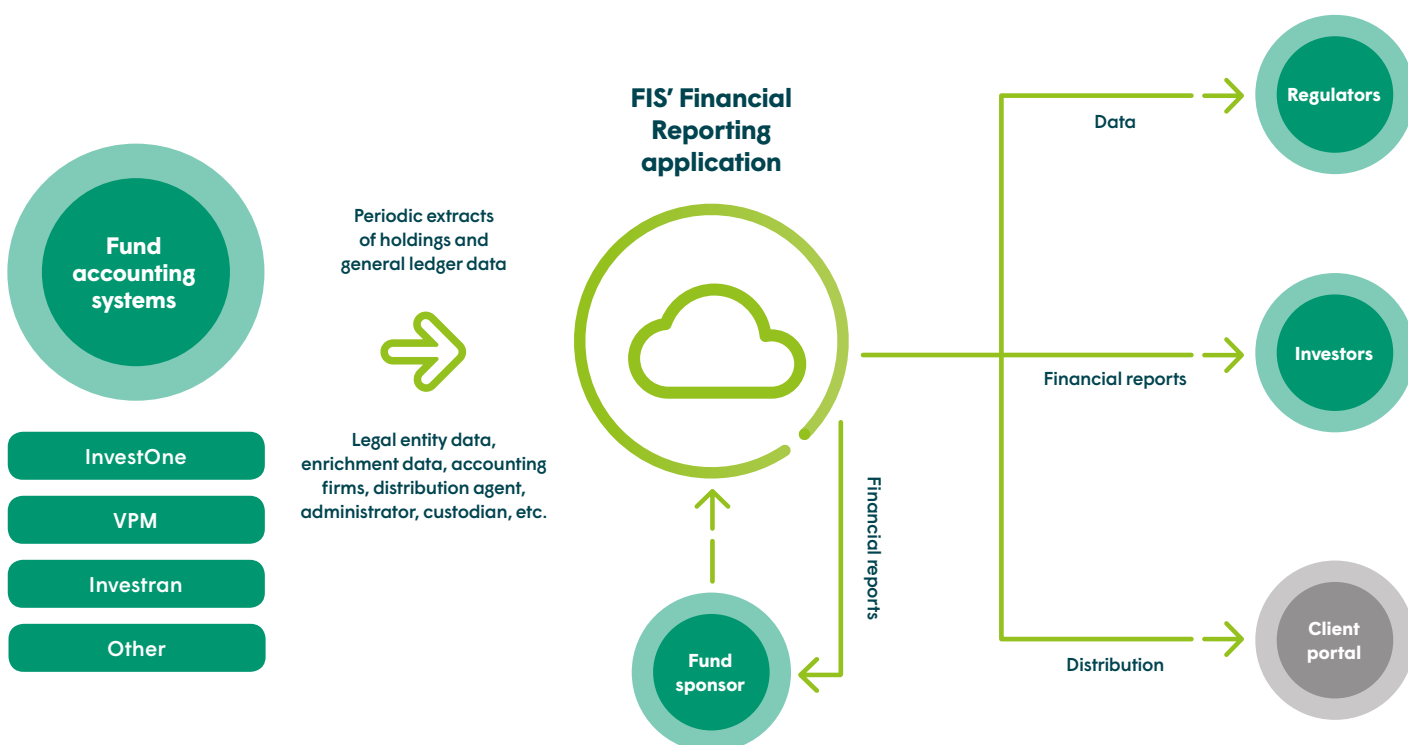 FIS’ Financial
Reporting
application
Fund
accounting
systems
InvestOne
VPM
Investran
Other
Periodic extracts
of holdings and
general ledger data
Legal entity data,
enrichment data, accounting
firms, distribution agent,
administrator, custodian, etc.
Financial reports
Fund
sponsor
Data
Regulators
Financial reports
Investors
Distribution
Client
portal